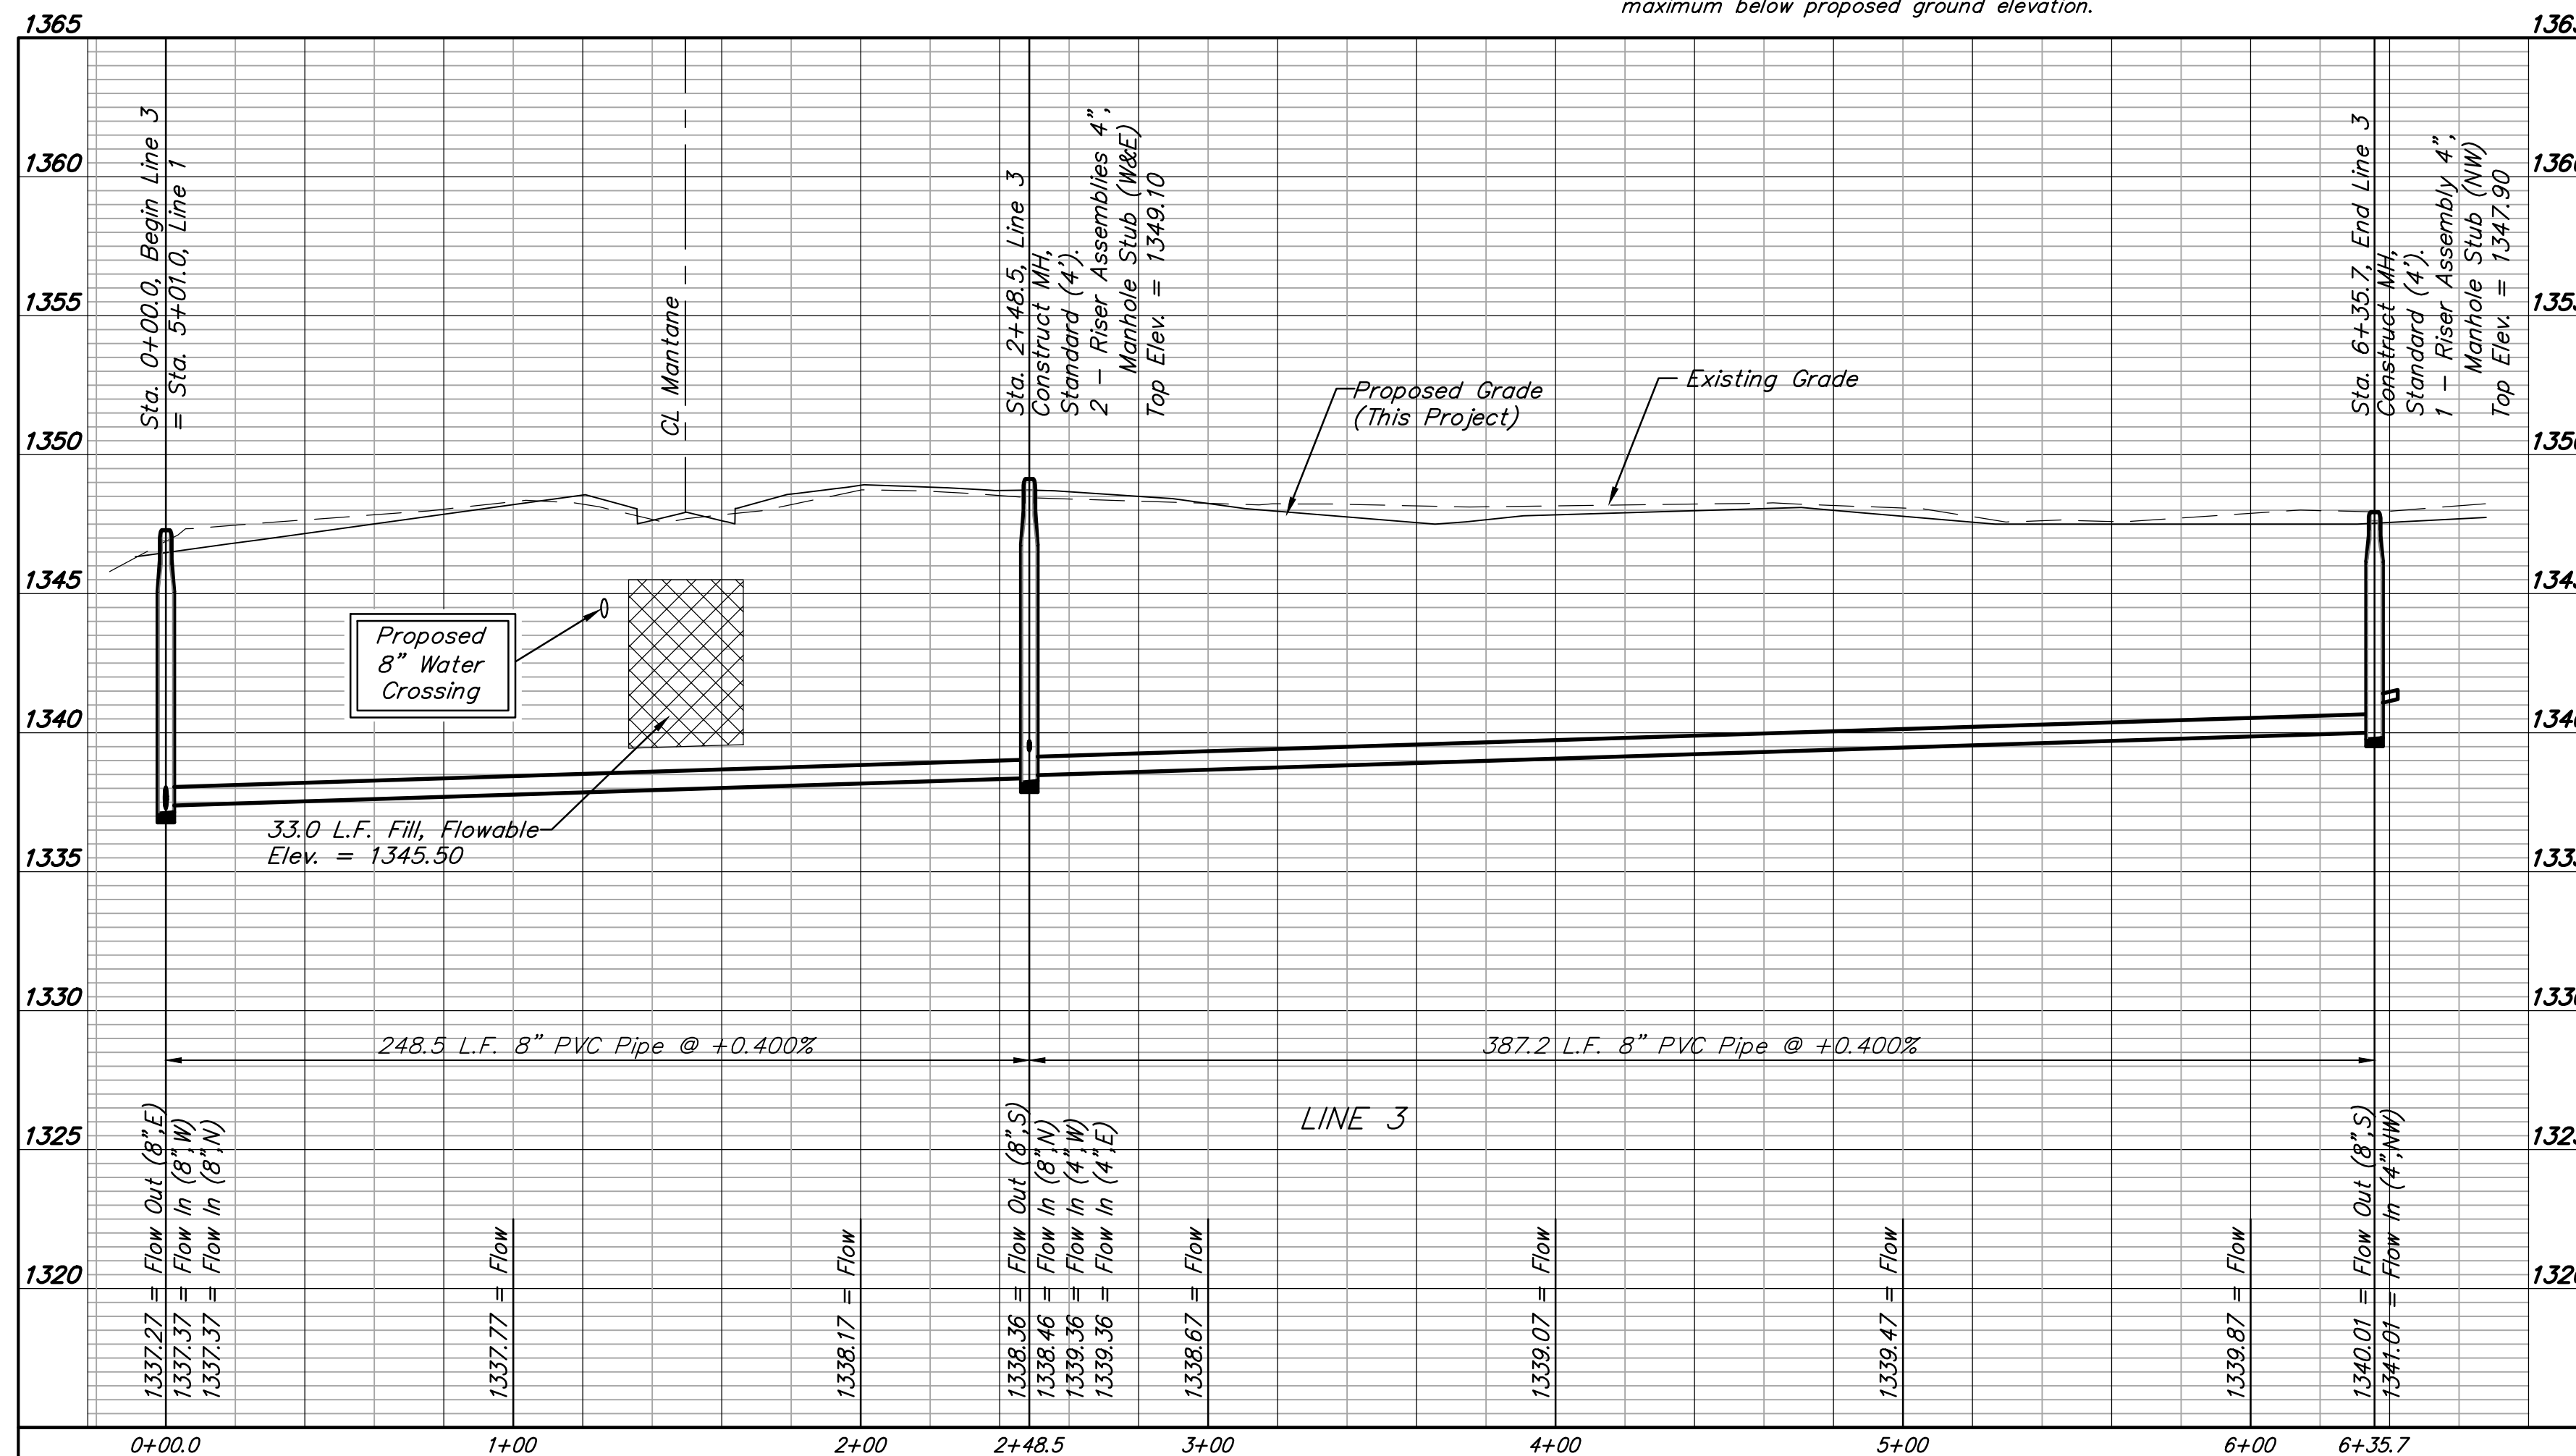 maximum below proposed ground elevation.
1365
1360
1355
1350
1345
1340
1335
1330
1325
1320
Sta. 0+00.0, Begin Line 3
= Sta. 5+01.0, Line 1
CL Mantane
Sta. 2+48.5, Line 3
Construct MH,
Standard (4').
2 - Riser Assemblies 4",
Manhole Stub (W&E)
Top Elev. = 1349.10
Proposed Grade
(This Project)
Existing Grade
Sta. 6+35.7, End Line 3
Construct MH,
Standard (4').
1 - Riser Assembly 4",
Manhole Stub (NW)
Top Elev. = 1347.90
Proposed
8" Water
Crossing
33.0 L.F. Fill, Flowable
Elev. = 1345.50
248.5 L.F. 8" PVC Pipe @ +0.400%
387.2 L.F. 8" PVC Pipe @ +0.400%
LINE 3
1337.27 = Flow Out (8",E)
1337.37 = Flow In (8",W)
1337.37 = Flow In (8",N)
1337.77 = Flow
1338.17 = Flow
1338.36 = Flow Out (8",S)
1338.46 = Flow In (8",N)
1339.36 = Flow In (4",W)
1339.36 = Flow In (4",E)
1338.67 = Flow
1339.07 = Flow
1339.47 = Flow
1339.87 = Flow
1340.01 = Flow Out (8",S)
1341.01 = Flow In (4",NW)
0+00.0 1+00 2+00 2+48.5 3+00 4+00 5+00 6+00 6+35.7